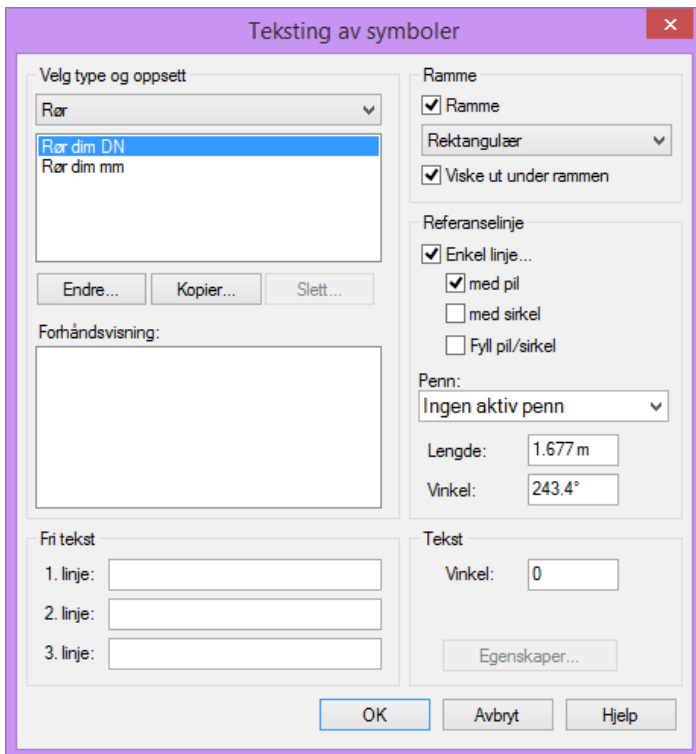 Teksting av symboler
Velg type og oppsett
Rør
Rør dim DN
Rør dim mm
Endre...
Kopier...
Slett...
Forhåndsvisning:
Fri tekst
1. linje:
2. linje:
3. linje:
Ramme
Ramme
Rektangulær
Viske ut under rammen
Referanselinje
Enkel linje...
med pil
med sirkel
Fyll pil/sirkel
Penn:
Ingen aktiv penn
Lengde: 1.677 m
Vinkel: 243.4°
Tekst
Vinkel: 0
Egenskaper...
OK
Avbryt
Hjelp